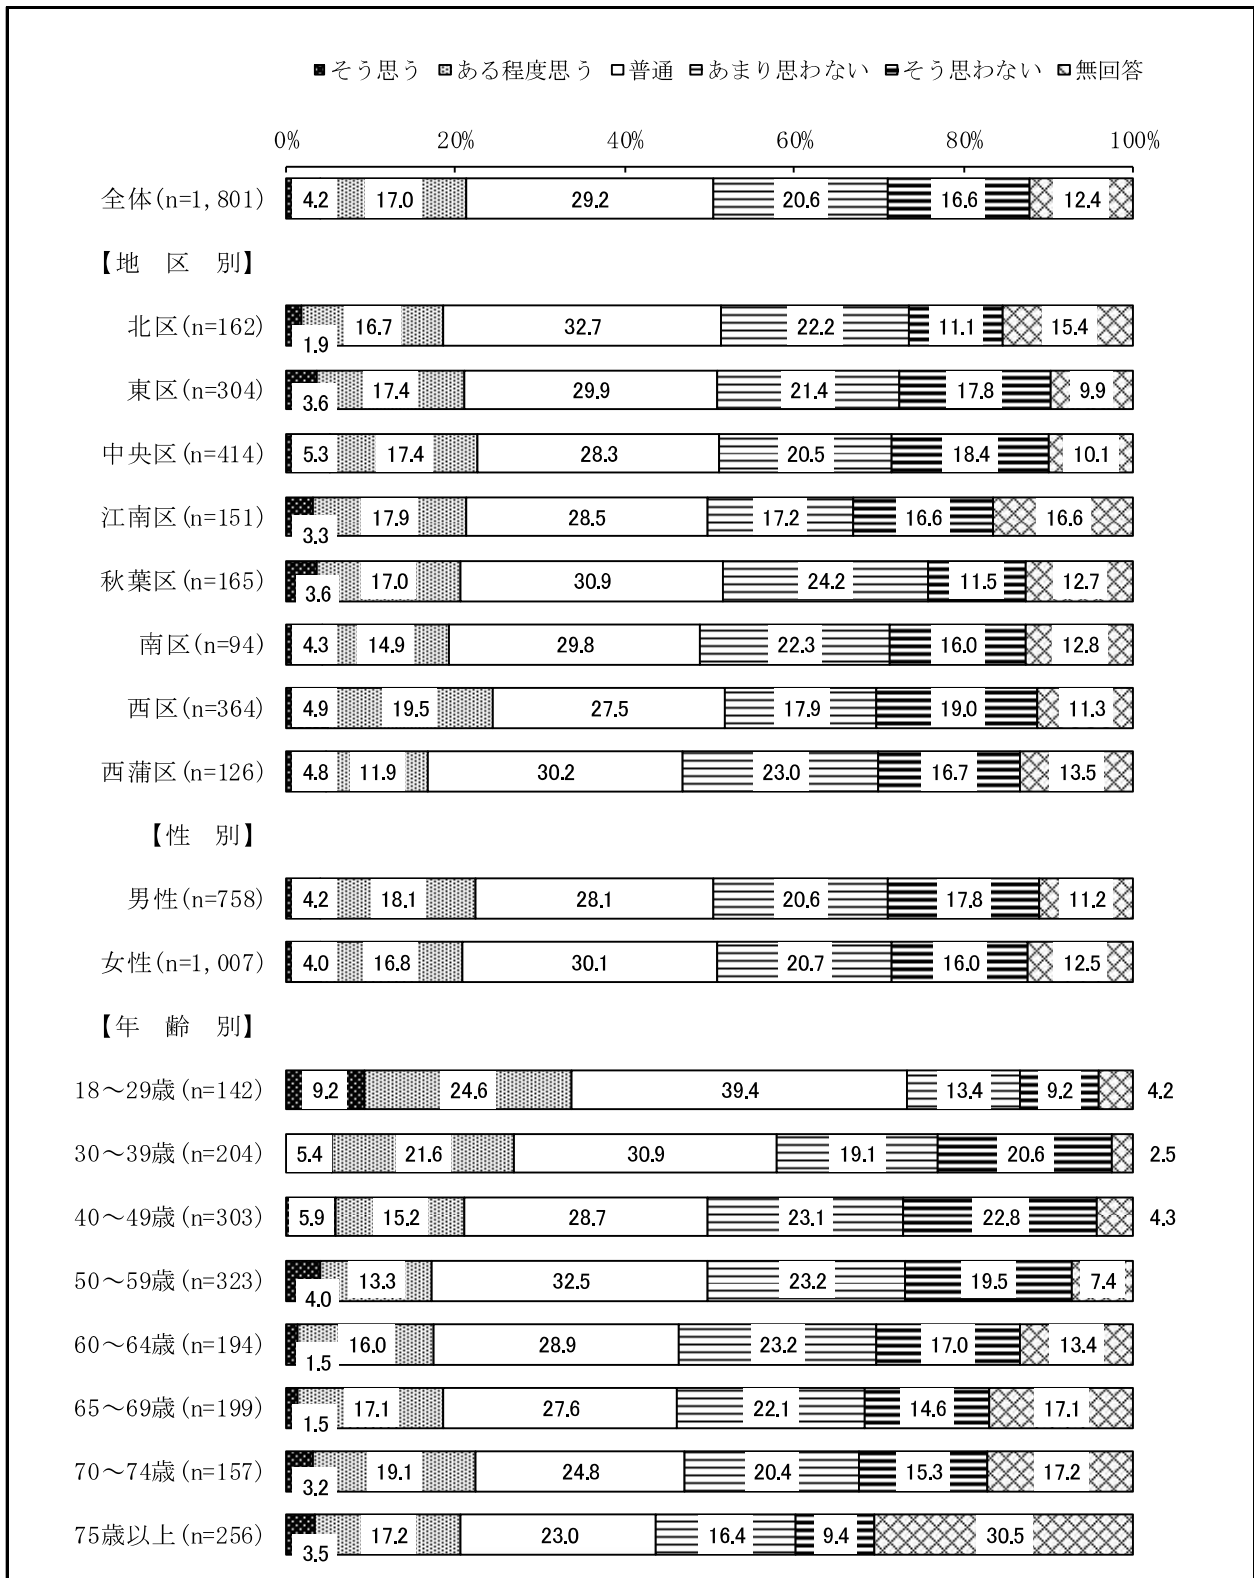 そう思う ある程度思う 普通 あまり思わない そう思わない 無回答
0% 20% 40% 60% 80% 100%
全体(n=1,801) 4.2 17.0 29.2 20.6 16.6 12.4
【地 区 別】
北区(n=162) 1.9 16.7 32.7 22.2 11.1 15.4
東区(n=304) 3.6 17.4 29.9 21.4 17.8 9.9
中央区(n=414) 5.3 17.4 28.3 20.5 18.4 10.1
江南区(n=151) 3.3 17.9 28.5 17.2 16.6 16.6
秋葉区(n=165) 3.6 17.0 30.9 24.2 11.5 12.7
南区(n=94) 4.3 14.9 29.8 22.3 16.0 12.8
西区(n=364) 4.9 19.5 27.5 17.9 19.0 11.3
西蒲区(n=126) 4.8 11.9 30.2 23.0 16.7 13.5
【性 別】
男性(n=758) 4.2 18.1 28.1 20.6 17.8 11.2
女性(n=1,007) 4.0 16.8 30.1 20.7 16.0 12.5
【年 齢 別】
18～29歳(n=142) 9.2 24.6 39.4 13.4 9.2 4.2
30～39歳(n=204) 5.4 21.6 30.9 19.1 20.6 2.5
40～49歳(n=303) 5.9 15.2 28.7 23.1 22.8 4.3
50～59歳(n=323) 4.0 13.3 32.5 23.2 19.5 7.4
60～64歳(n=194) 1.5 16.0 28.9 23.2 17.0 13.4
65～69歳(n=199) 1.5 17.1 27.6 22.1 14.6 17.1
70～74歳(n=157) 3.2 19.1 24.8 20.4 15.3 17.2
75歳以上(n=256) 3.5 17.2 23.0 16.4 9.4 30.5